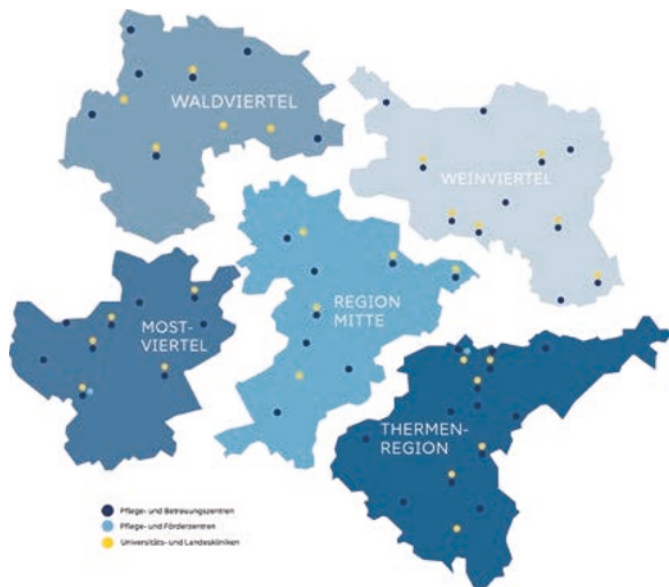 WALDVIERTEL
WEINVIERTEL
REGION
MITTE
MOST-
VIERTEL
THERMEN-
REGION
Pflege- und Betreuungszentren
Pflege- und Förderzentren
Universitäts- und Landeskliniken